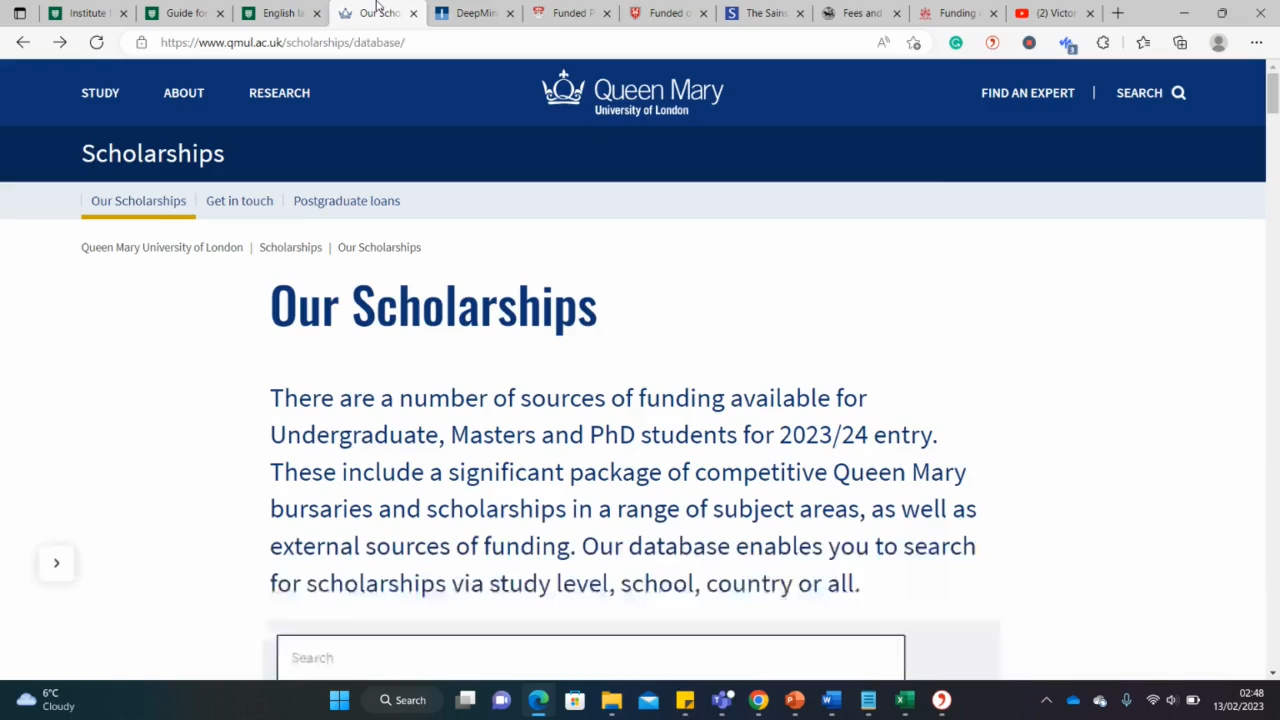 Institute
Guide for
English la
Our Scho
DeepMin
Funded P
Funded o
The Sains
Fees and
Funding
(2) Victor
https://www.qmul.ac.uk/scholarships/database/
STUDY ABOUT RESEARCH
Queen Mary
University of London
FIND AN EXPERT | SEARCH
Scholarships
Our Scholarships Get in touch Postgraduate loans
Queen Mary University of London | Scholarships | Our Scholarships
Our Scholarships
There are a number of sources of funding available for
Undergraduate, Masters and PhD students for 2023/24 entry.
These include a significant package of competitive Queen Mary
bursaries and scholarships in a range of subject areas, as well as
external sources of funding. Our database enables you to search
for scholarships via study level, school, country or all.
Search
6°C
Cloudy
Search
02:48
13/02/2023